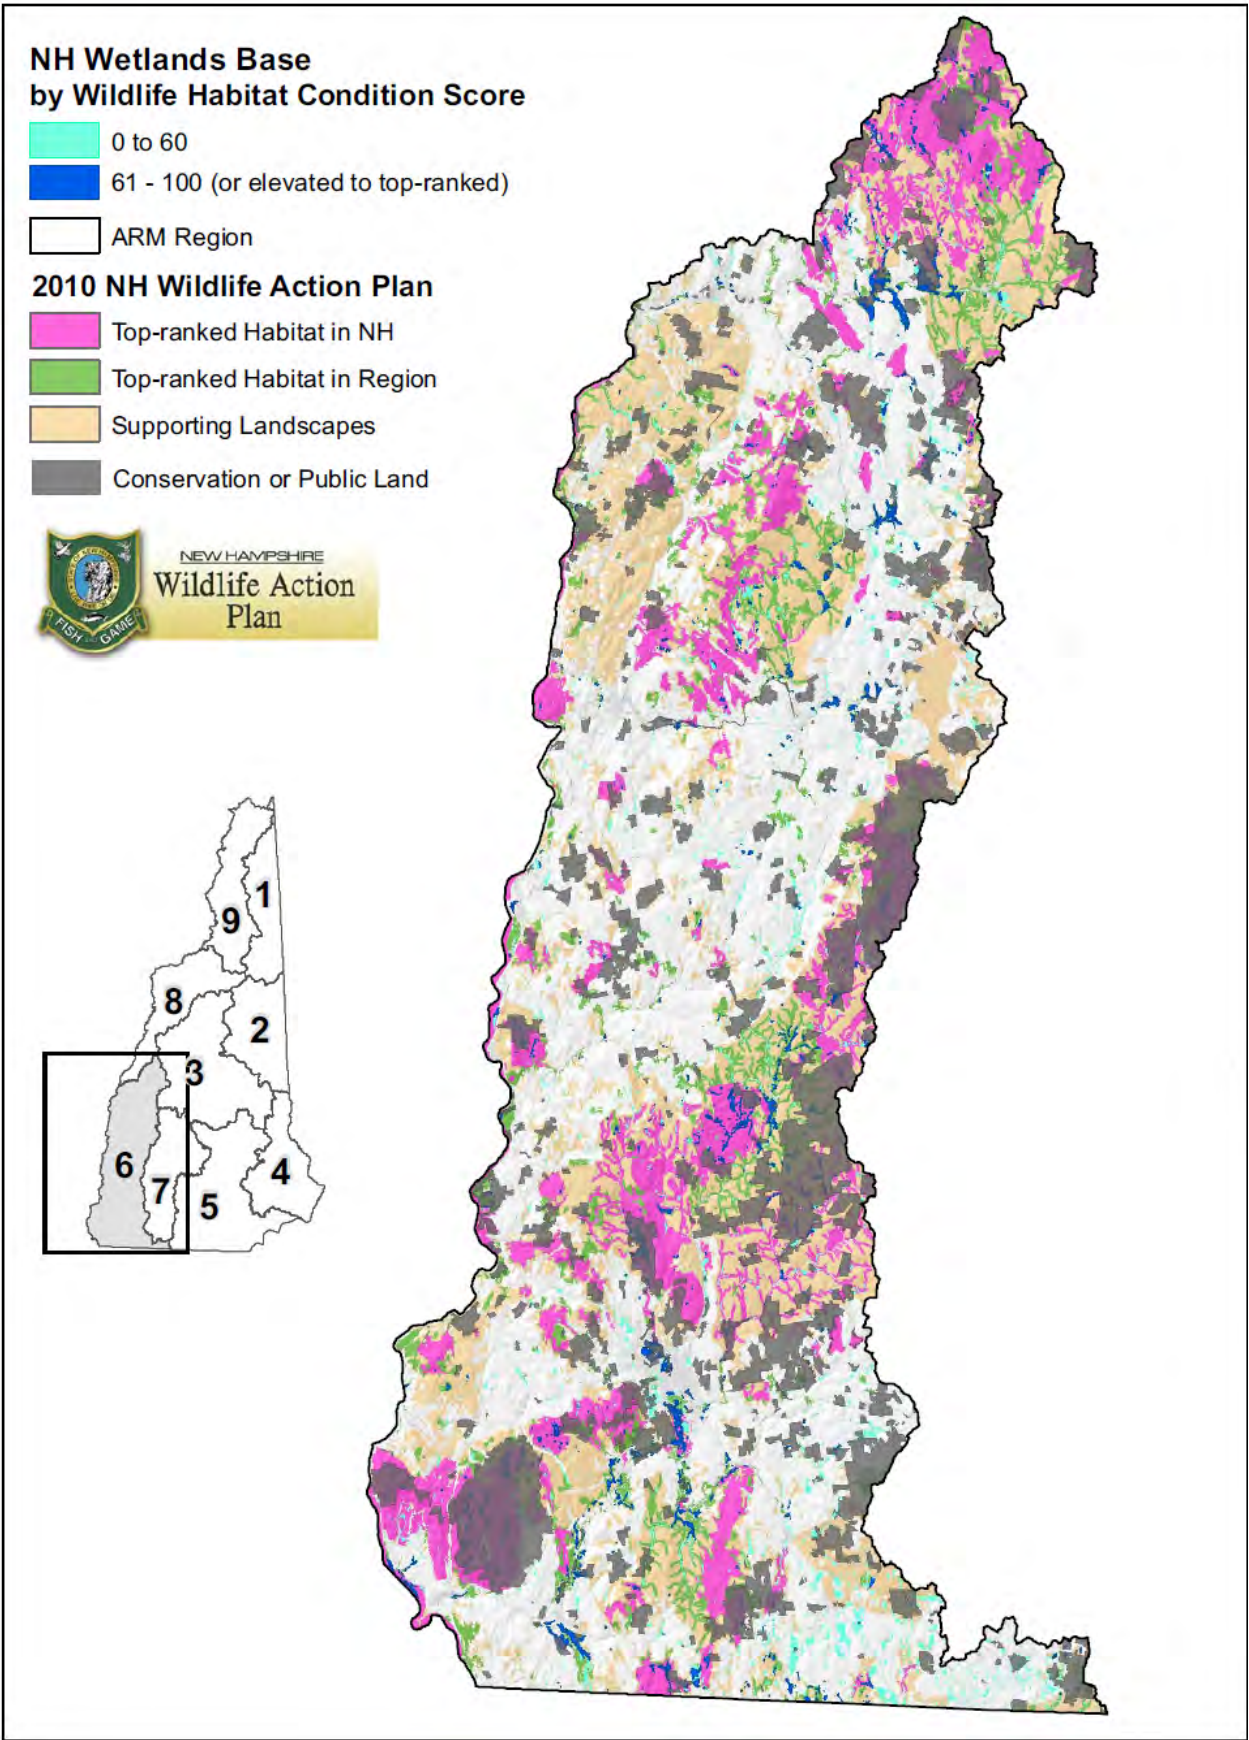 NH Wetlands Base
by Wildlife Habitat Condition Score
0 to 60
61 - 100 (or elevated to top-ranked)
ARM Region
2010 NH Wildlife Action Plan
Top-ranked Habitat in NH
Top-ranked Habitat in Region
Supporting Landscapes
Conservation or Public Land
NEW HAMPSHIRE
Wildlife Action
Plan
FISH AND GAME
1
9
8
2
3
6
7
5
4